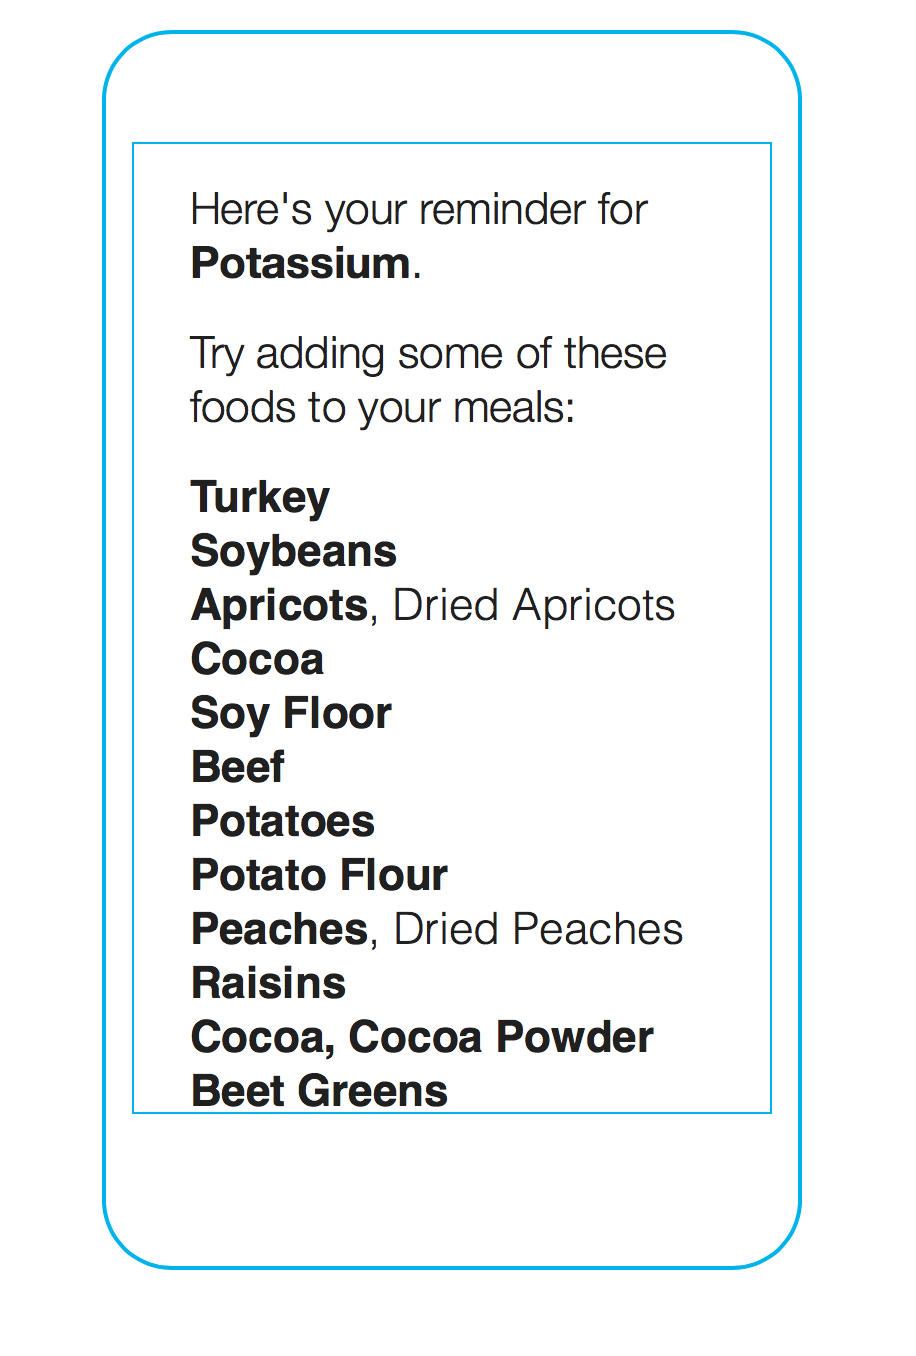 Here's your reminder for
Potassium.
Try adding some of these
foods to your meals:
Turkey
Soybeans
Apricots, Dried Apricots
Cocoa
Soy Floor
Beef
Potatoes
Potato Flour
Peaches, Dried Peaches
Raisins
Cocoa, Cocoa Powder
Beet Greens